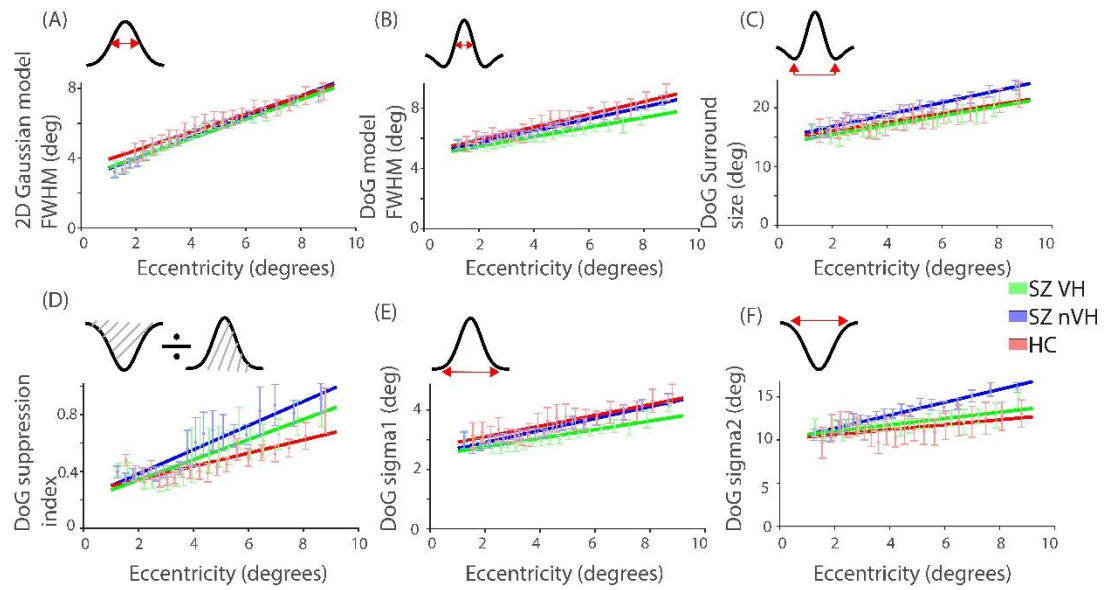 (A)
2D Gaussian model
FWHM (deg)
8
4
0
0 2 4 6 8 10
Eccentricity (degrees)
(B)
DoG model
FWHM (deg)
8
6
4
2
0
0 2 4 6 8 10
Eccentricity (degrees)
(C)
DoG Surround
size (deg)
20
10
0
0 2 4 6 8 10
Eccentricity (degrees)
(D)
÷
DoG suppression
index
0.8
0.4
0
0 2 4 6 8 10
Eccentricity (degrees)
(E)
DoG sigma1 (deg)
4
2
0
0 2 4 6 8 10
Eccentricity (degrees)
(F)
SZ VH
SZ nVH
HC
DoG sigma2 (deg)
15
10
5
0
0 2 4 6 8 10
Eccentricity (degrees)